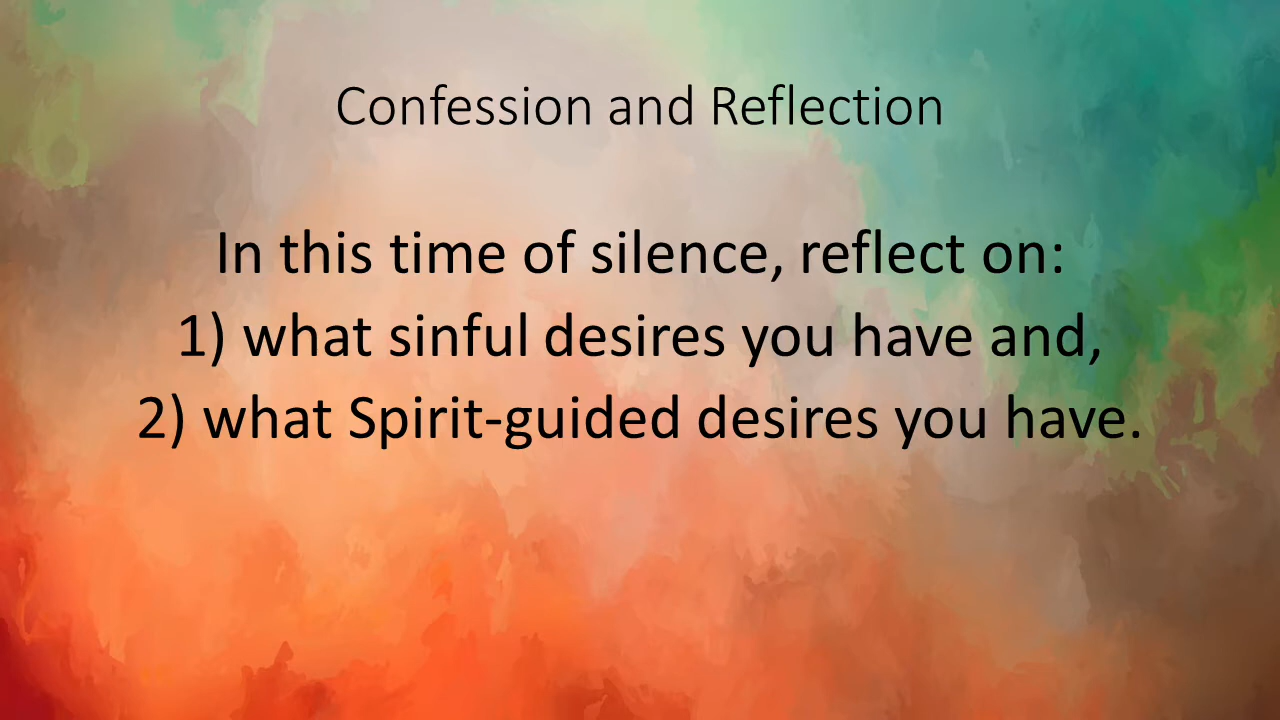 Confession and Reflection
In this time of silence, reflect on:
1) what sinful desires you have and,
2) what Spirit-guided desires you have.